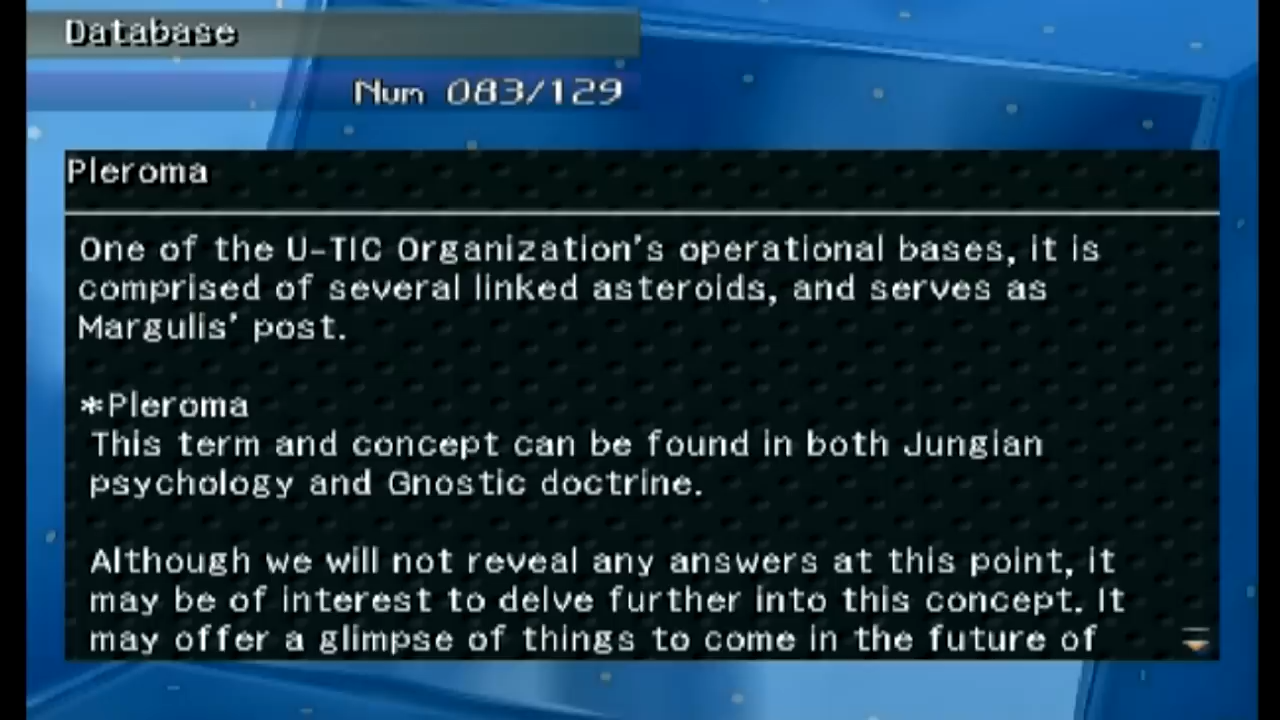 Database
Num 083/129
Pleroma
One of the U-TIC Organization's operational bases, it is
comprised of several linked asteroids, and serves as
Margulis' post.
*Pleroma
This term and concept can be found in both Jungian
psychology and Gnostic doctrine.
Although we will not reveal any answers at this point, it
may be of interest to delve further into this concept. It
may offer a glimpse of things to come in the future of